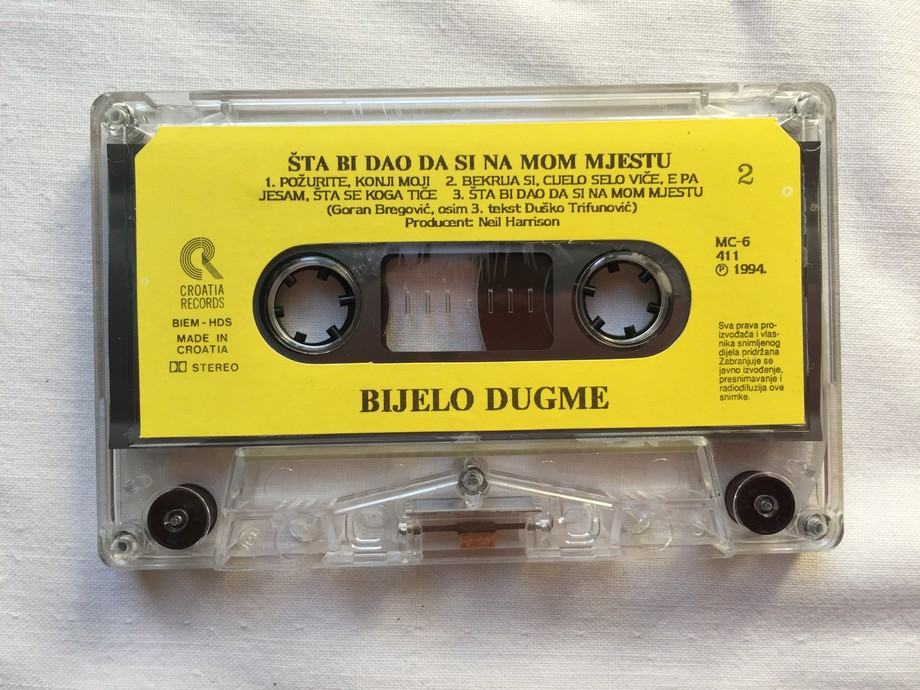 ŠTA BI DAO DA SI NA MOM MJESTU
1. POŽURITE, KONJI MOJI 2. BEKRIJA SI, CIJELO SELO VIČE, E PA
JESAM, ŠTA SE KOGA TIČE 3. ŠTA BI DAO DA SI NA MOM MJESTU
(Goran Bregović, osim 3. tekst Duško Trifunović)
Producent: Neil Harrison
2
CROATIA
RECORDS
BIEM - HDS
MADE IN
CROATIA
STEREO
MC-6
411
Ⓟ 1994.
Sva prava pro-
izvođača i vlas-
nika snimljenog
dijela pridržana
Zabranjuje se
javno izvođenje,
presnimavanje i
radiodifuzija ove
snimke.
BIJELO DUGME